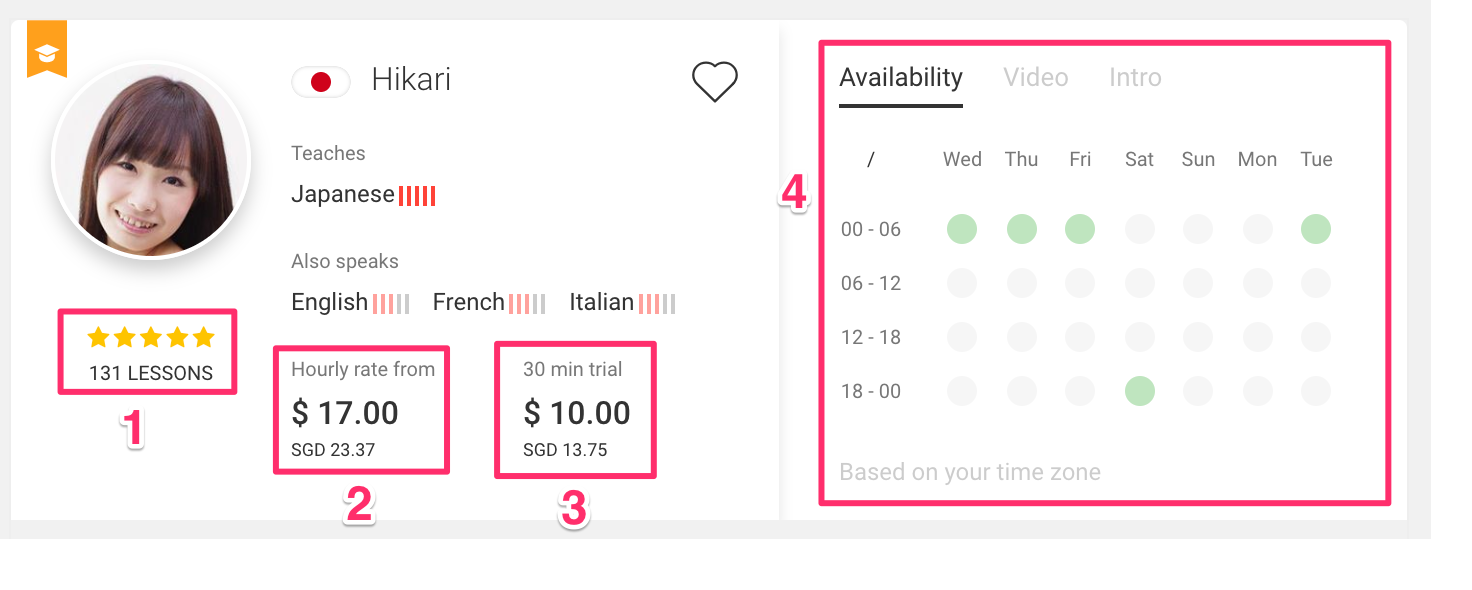 Hikari
Teaches
Japanese
Also speaks
English French Italian
131 LESSONS
1
Hourly rate from
$ 17.00
SGD 23.37
2
30 min trial
$ 10.00
SGD 13.75
3
4
Availability Video Intro
/ Wed Thu Fri Sat Sun Mon Tue
00 - 06
06 - 12
12 - 18
18 - 00
Based on your time zone